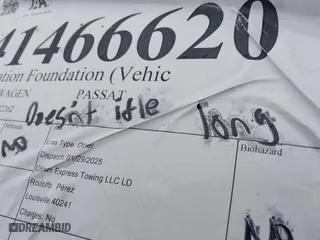 41466620
tion Foundation (Vehic
WAGEN PASSAT
Doesn't idle long
Loss Type: Other
Dispatch 01/29/2025
Crown Express Towing LLC LD
Rodolfo Pérez
Louisville, 40241
Charges: No
Biohazard
NO
NO
DREAMBID